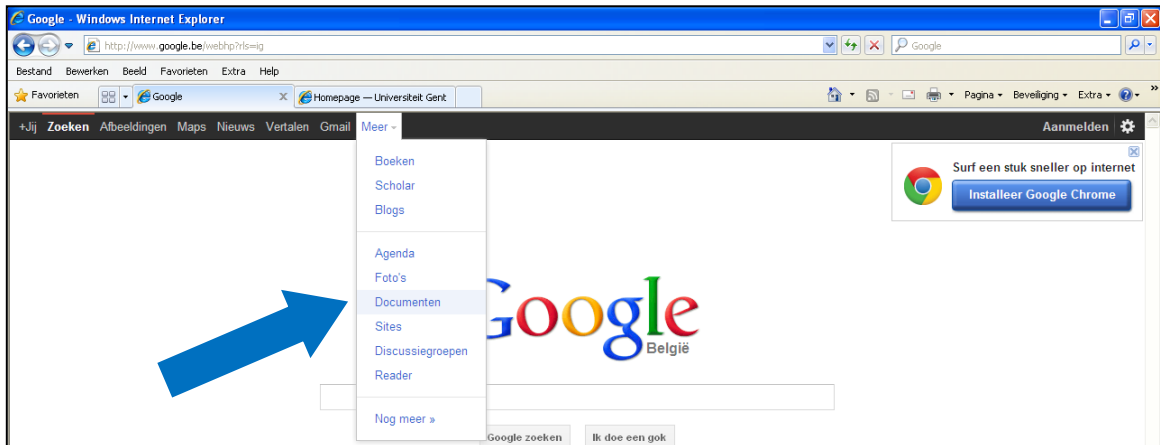 Google - Windows Internet Explorer
http://www.google.be/webhp?rls=ig
Google
Bestand Bewerken Beeld Favorieten Extra Help
Favorieten Google X Homepage — Universiteit Gent Pagina Beveiliging Extra »
+Jij Zoeken Afbeeldingen Maps Nieuws Vertalen Gmail Meer Aanmelden
Boeken
Scholar
Blogs
Agenda
Foto's
Documenten
Sites
Discussiegroepen
Reader
Nog meer »
Surf een stuk sneller op internet
Installeer Google Chrome
Google
België
Google zoeken Ik doe een gok